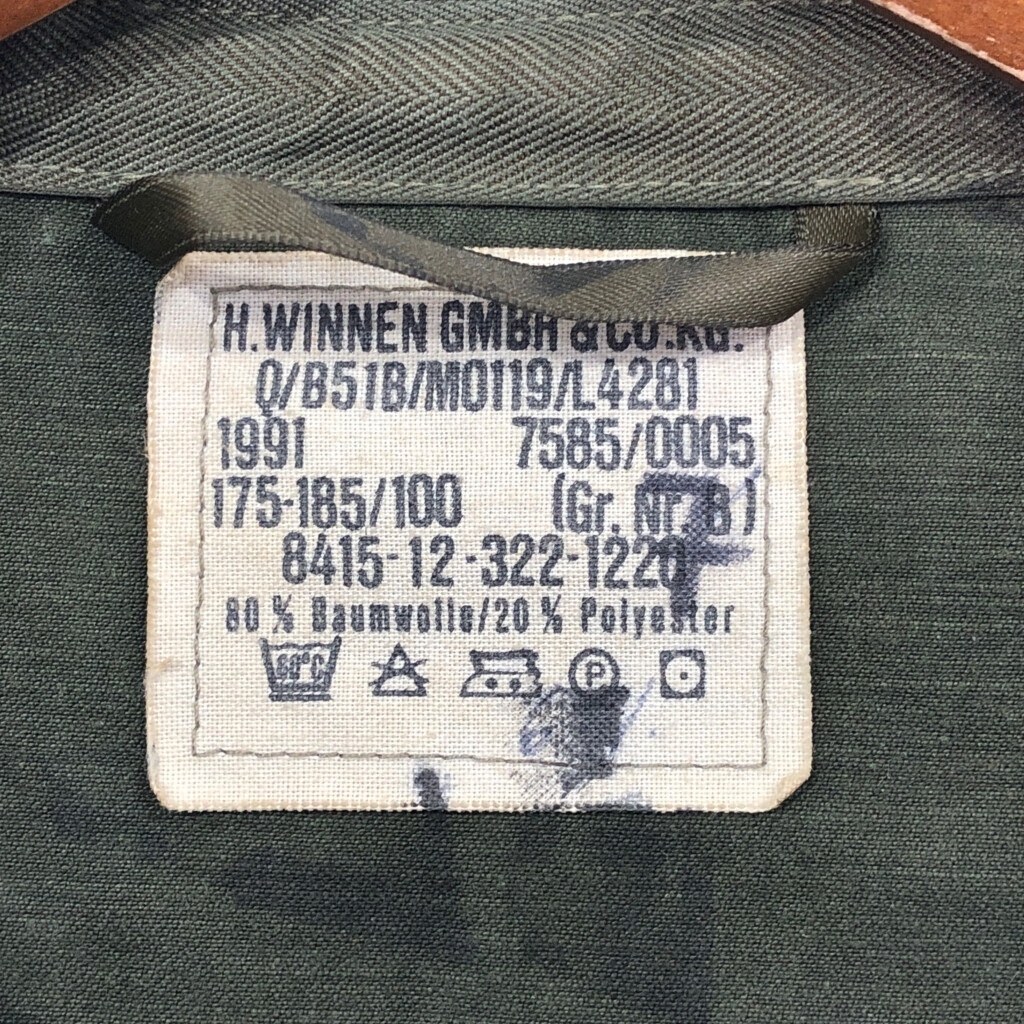 H.WINNEN GMBH & CO.KG.
Q/B51B/M0119/L4281
1991 7585/0005
175-185/100 (Gr. Nr. 8)
8415-12-322-1220
80 % Baumwolle/20 % Polyester
60°C P